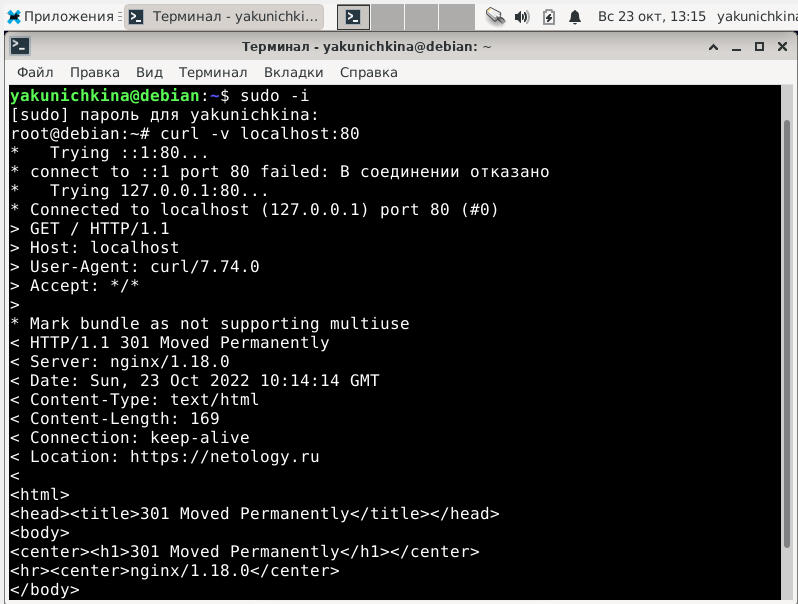 Приложения
Терминал - yakunichki...
Вс 23 окт, 13:15
yakunichkina
Терминал - yakunichkina@debian: ~
Файл Правка Вид Терминал Вкладки Справка
yakunichkina@debian:~$ sudo -i
[sudo] пароль для yakunichkina:
root@debian:~# curl -v localhost:80
*   Trying ::1:80...
* connect to ::1 port 80 failed: В соединении отказано
*   Trying 127.0.0.1:80...
* Connected to localhost (127.0.0.1) port 80 (#0)
> GET / HTTP/1.1
> Host: localhost
> User-Agent: curl/7.74.0
> Accept: */*
>
* Mark bundle as not supporting multiuse
< HTTP/1.1 301 Moved Permanently
< Server: nginx/1.18.0
< Date: Sun, 23 Oct 2022 10:14:14 GMT
< Content-Type: text/html
< Content-Length: 169
< Connection: keep-alive
< Location: https://netology.ru
<
<html>
<head><title>301 Moved Permanently</title></head>
<body>
<center><h1>301 Moved Permanently</h1></center>
<hr><center>nginx/1.18.0</center>
</body>